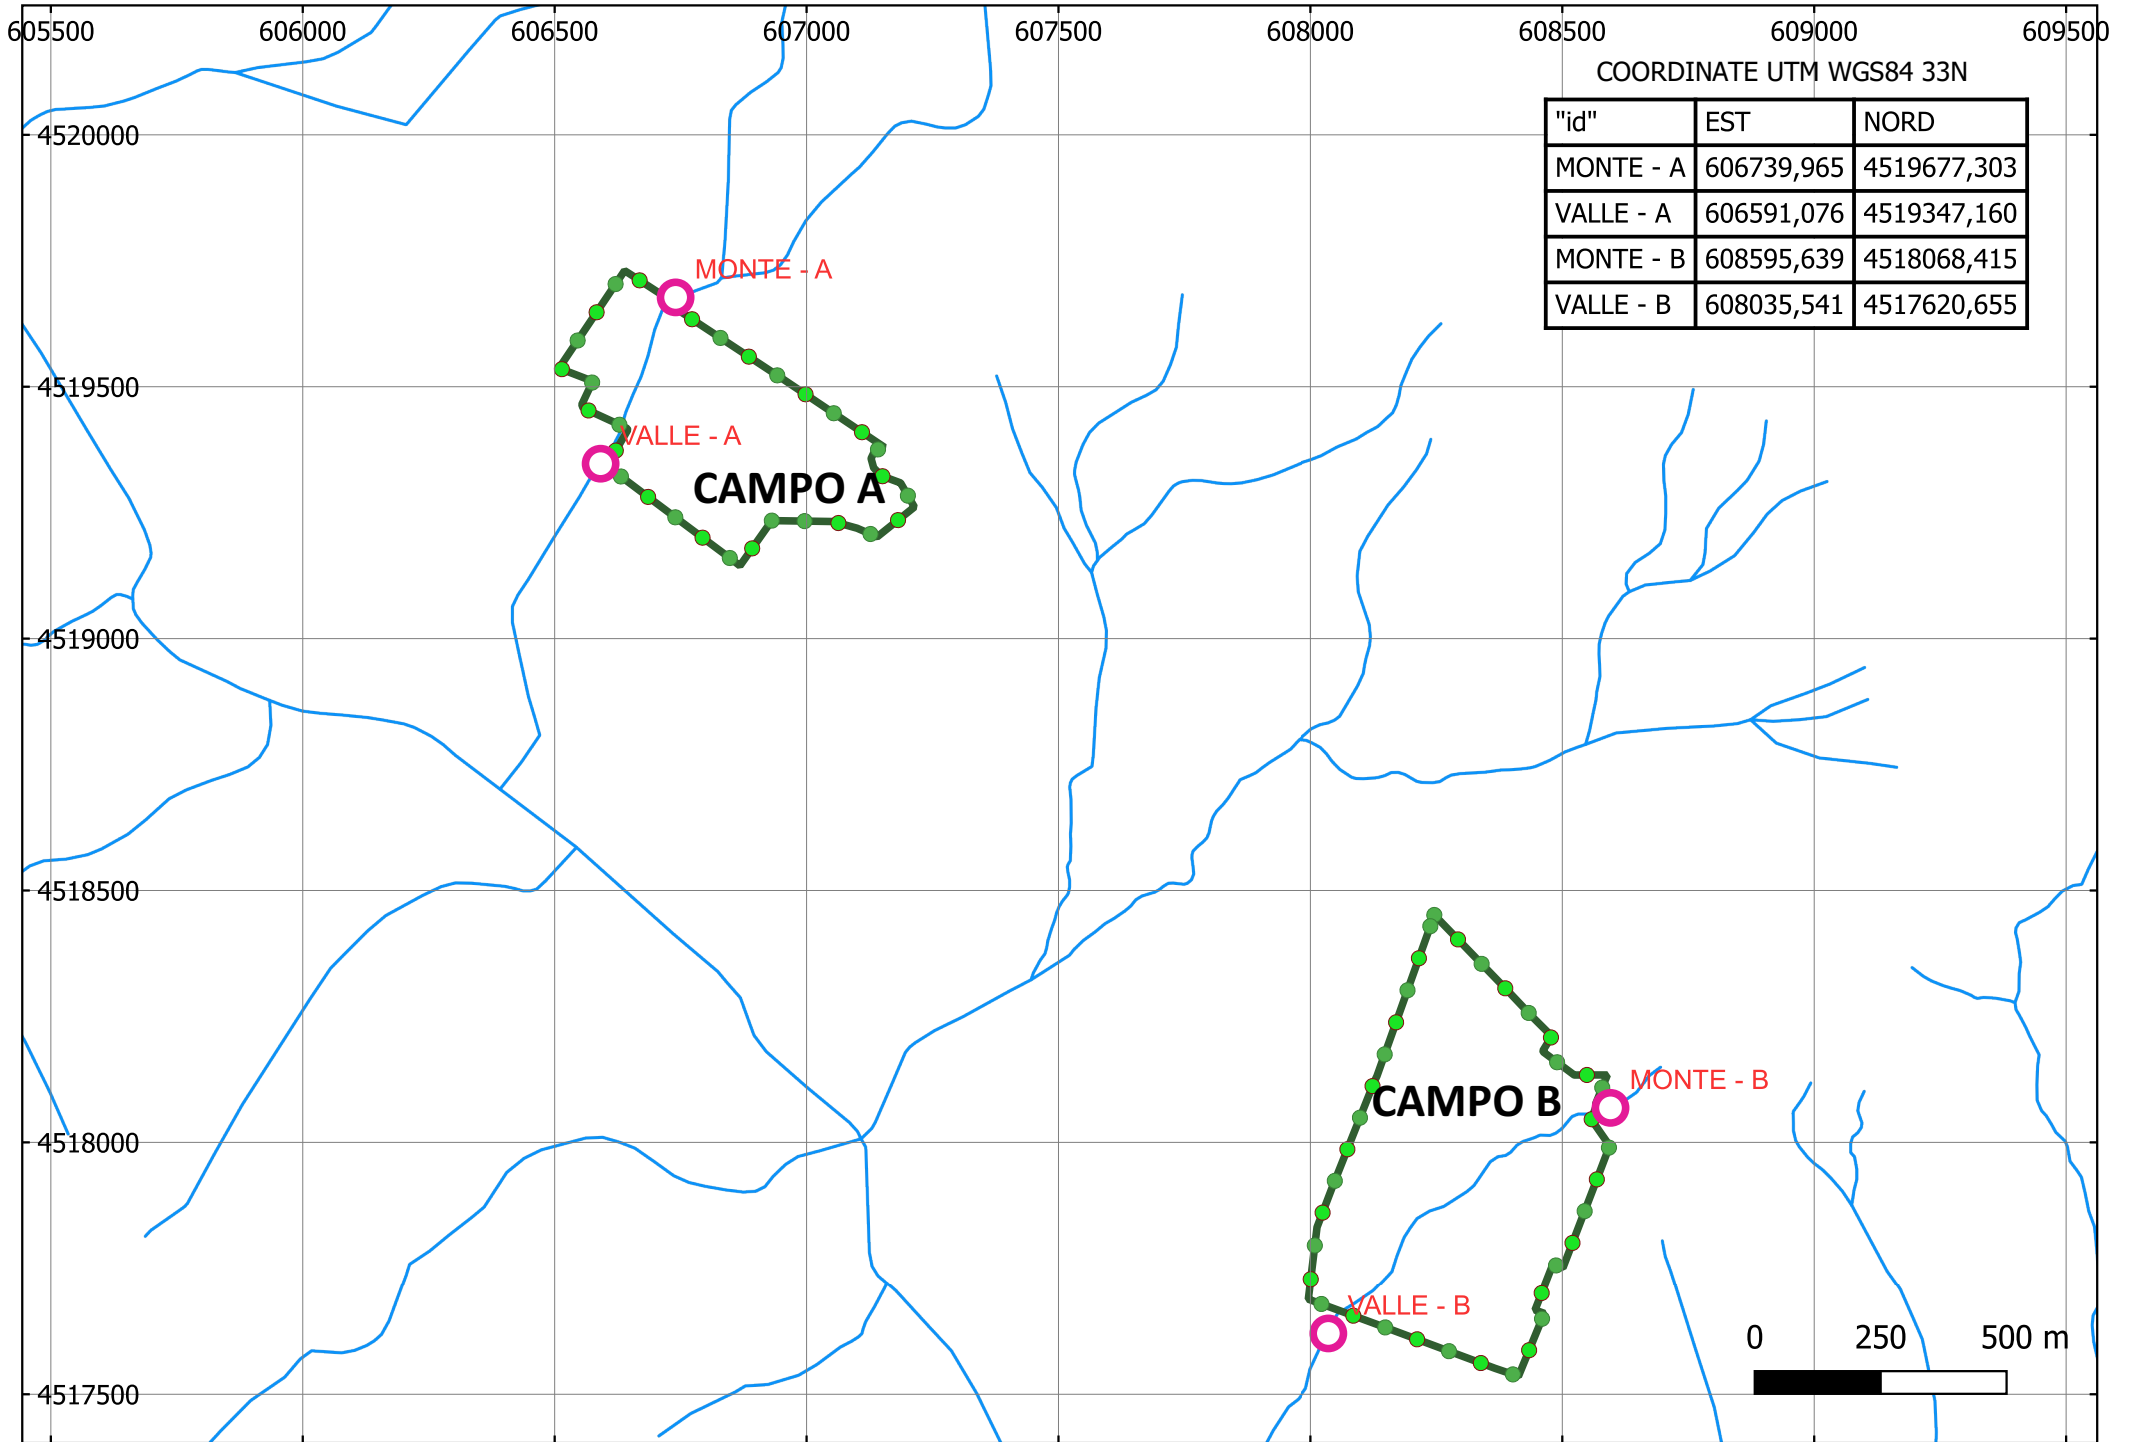 605500 606000 606500 607000 607500 608000 608500 609000 609500
COORDINATE UTM WGS84 33N
"id" EST NORD
MONTE - A 606739,965 4519677,303
VALLE - A 606591,076 4519347,160
MONTE - B 608595,639 4518068,415
VALLE - B 608035,541 4517620,655
4520000
MONTE - A
4519500
VALLE - A
CAMPO A
4519000
4518500
MONTE - B
CAMPO B
4518000
VALLE - B
0 250 500 m
4517500